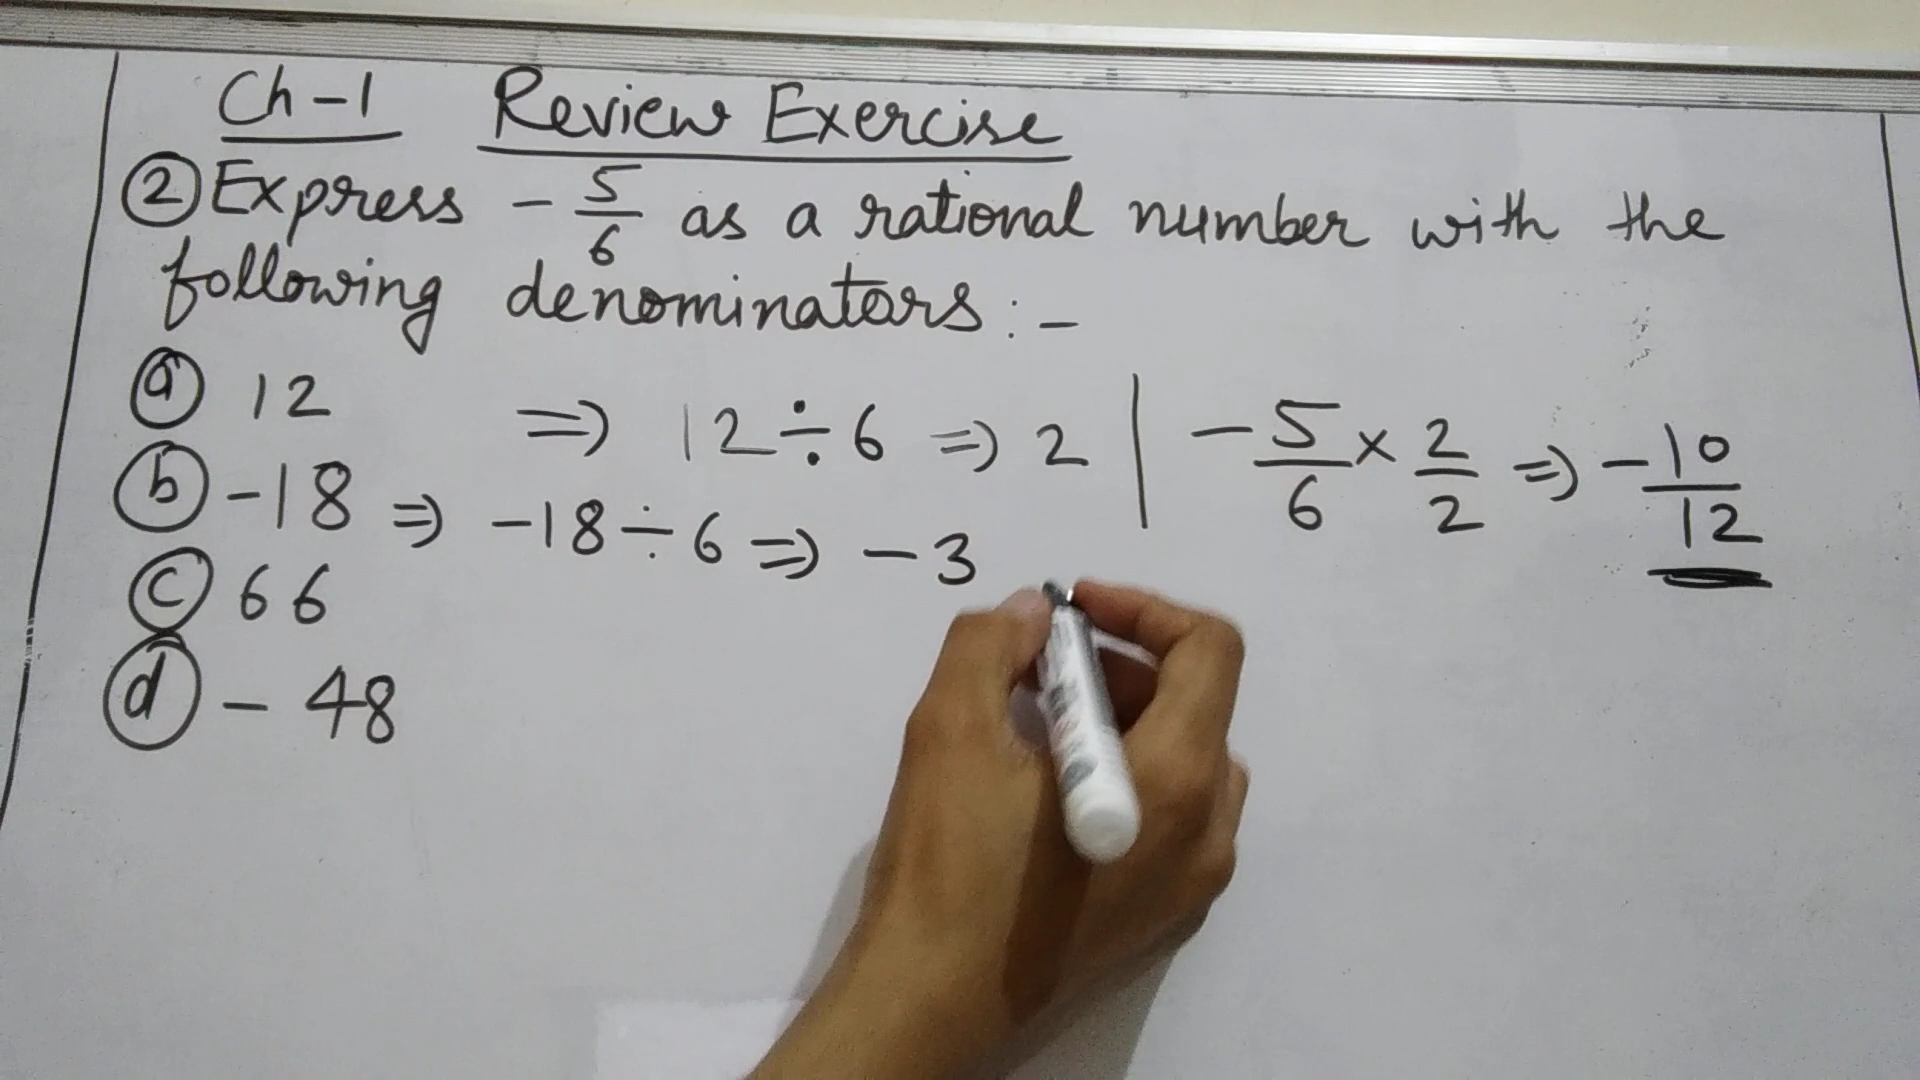 Ch-1 Review Exercise
② Express - 5/6 as a rational number with the
following denominators :-
ⓐ 12 ⇒ 12 ÷ 6 ⇒ 2 | - 5/6 × 2/2 ⇒ - 10/12
ⓑ -18 ⇒ -18 ÷ 6 ⇒ -3
ⓒ 66
ⓓ - 48